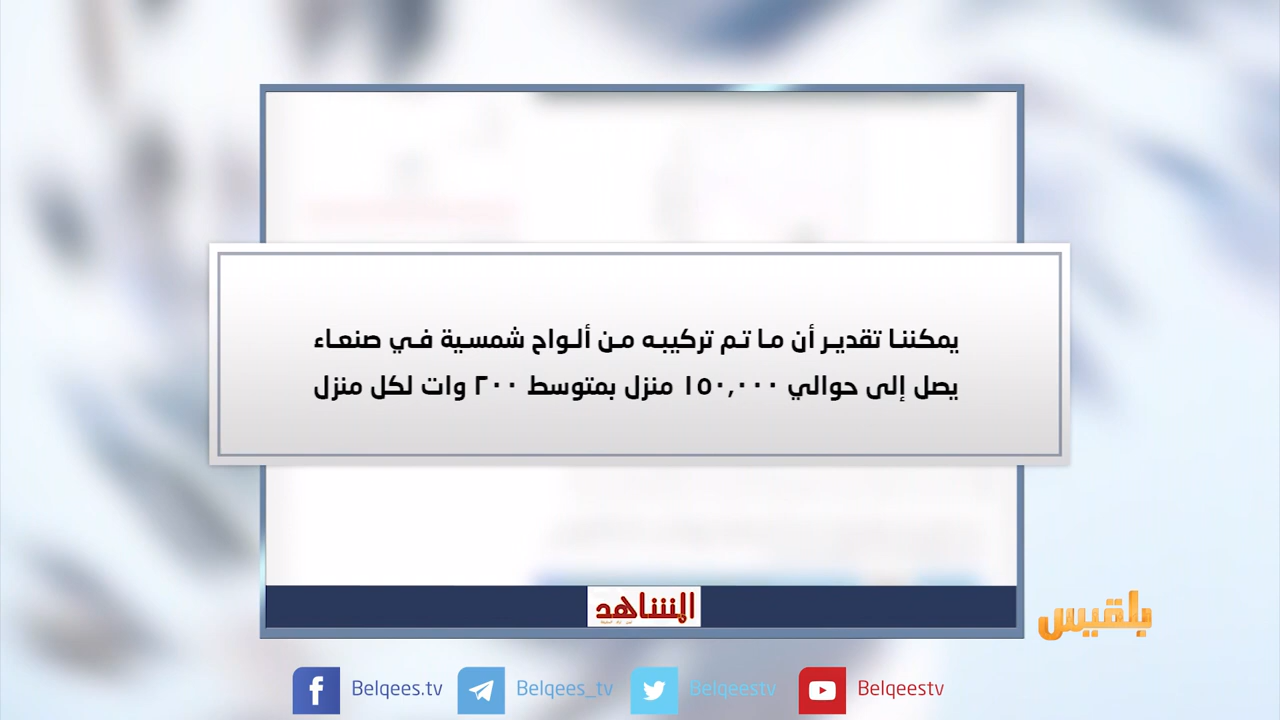 يمكننا تقدير أن ما تم تركيبه من ألواح شمسية في صنعاء
يصل إلى حوالي ١٥٠,٠٠٠ منزل بمتوسط ٢٠٠ وات لكل منزل
المشاهد
بلقيس
Belqees.tv
Belqees_tv
Belqeestv
Belqeestv